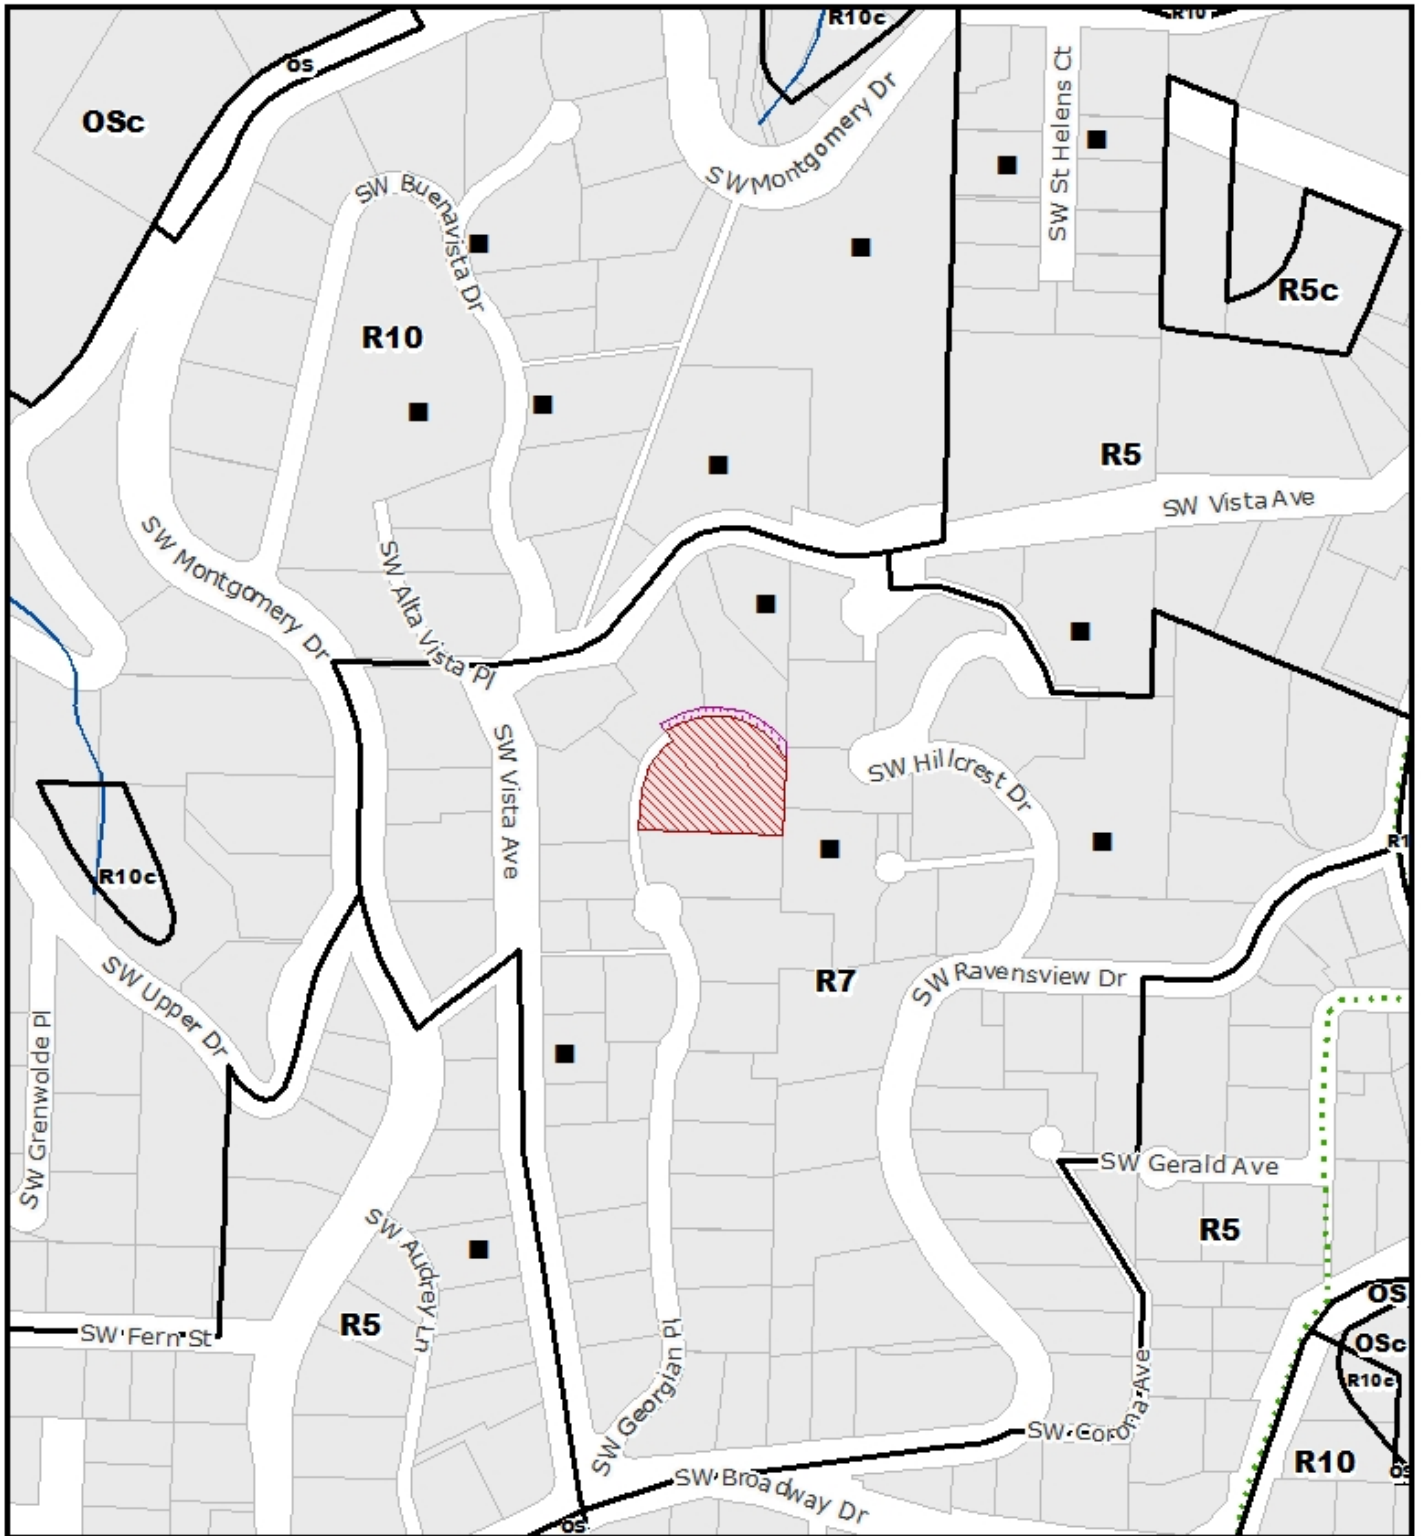 R10c
R10
os
OSc
SW Montgomery Dr
SW St Helens Ct
SW Buenavista Dr
R5c
R10
R5
SW Vista Ave
SW Montgomery Dr
SW Alta Vista Pl
SW Vista Ave
SW Hillcrest Dr
R1
R10c
SW Upper Dr
R7
SW Ravensview Dr
SW Grenwolde Pl
SW Gerald Ave
SW Audrey Ln
R5
OS
R5
SW Fern St
OSc
R10c
SW Georgian Pl
SW Corona Ave
R10
os
SW Broadway Dr
os